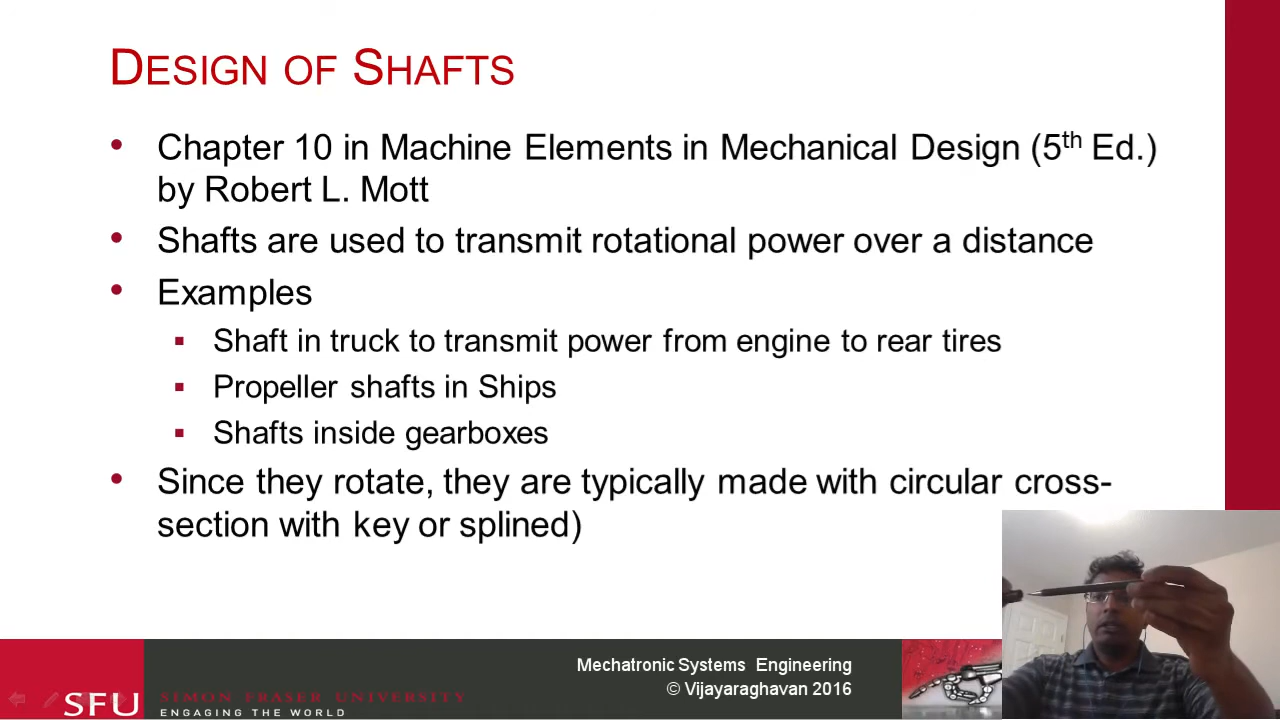 DESIGN OF SHAFTS
• Chapter 10 in Machine Elements in Mechanical Design (5th Ed.)
by Robert L. Mott
• Shafts are used to transmit rotational power over a distance
• Examples
▪ Shaft in truck to transmit power from engine to rear tires
▪ Propeller shafts in Ships
▪ Shafts inside gearboxes
• Since they rotate, they are typically made with circular cross-
section with key or splined)
Mechatronic Systems Engineering
© Vijayaraghavan 2016
SFU
SIMON FRASER UNIVERSITY
ENGAGING THE WORLD